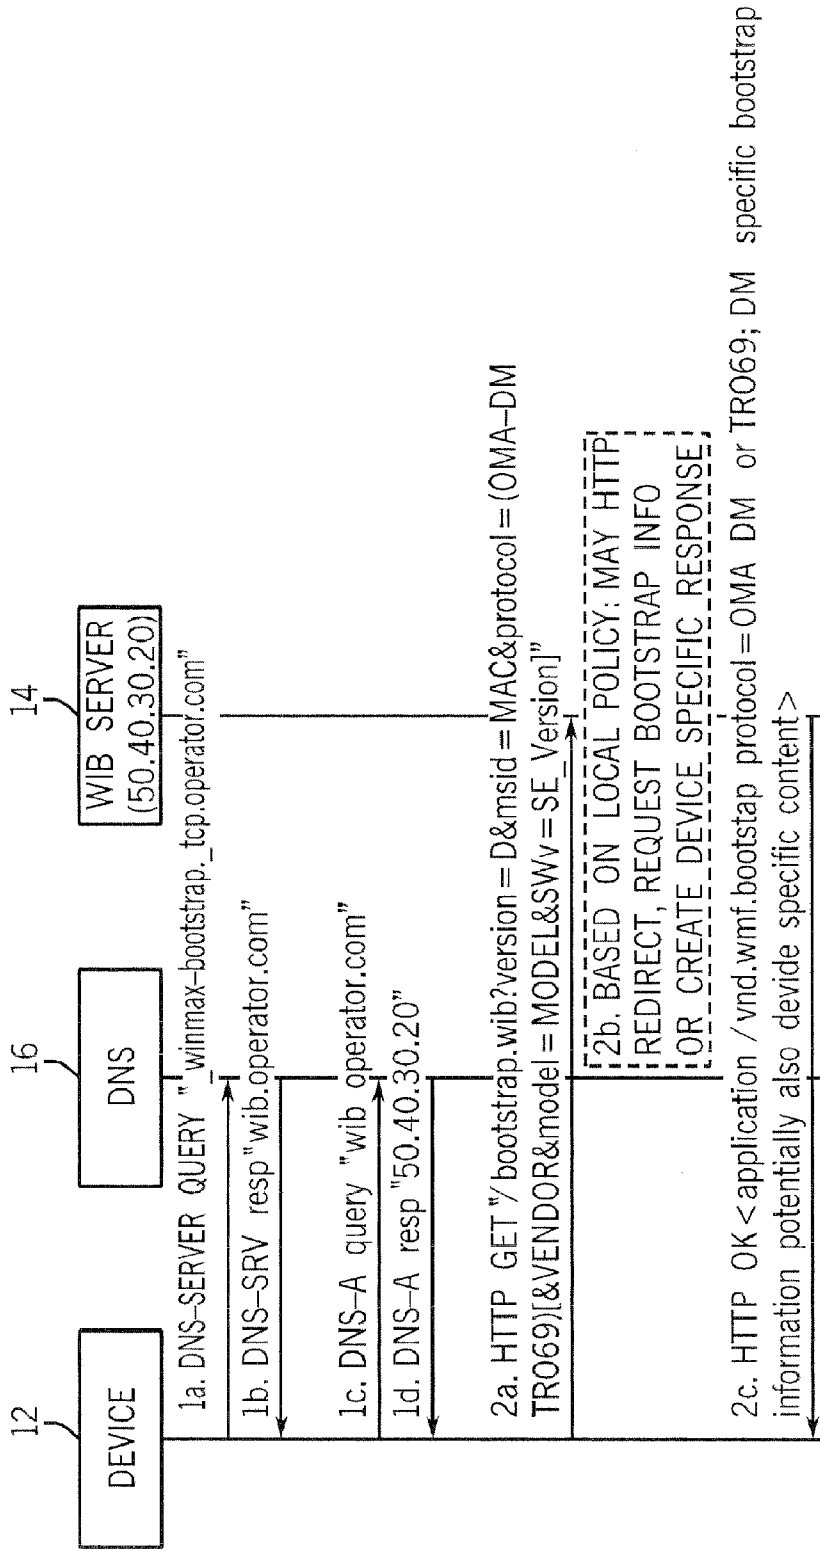 12
16
14
DEVICE
DNS
WIB SERVER
(50.40.30.20)
1a. DNS–SERVER QUERY "_winmax-bootstrap._tcp.operator.com"
1b. DNS–SRV resp "wib.operator.com"
1c. DNS–A query "wib operator.com"
1d. DNS–A resp "50.40.30.20"
2a. HTTP GET "/bootstrap.wib?version = D&msid = MAC&protocol = (OMA–DM
TR069)[&VENDOR&model = MODEL&SWv = SE_Version]"
2b. BASED ON LOCAL POLICY: MAY HTTP
REDIRECT, REQUEST BOOTSTRAP INFO
OR CREATE DEVICE SPECIFIC RESPONSE
2c. HTTP OK < application /vnd.wmf.bootstap protocol = OMA DM or TR069; DM specific bootstrap
information potentially also devide specific content >